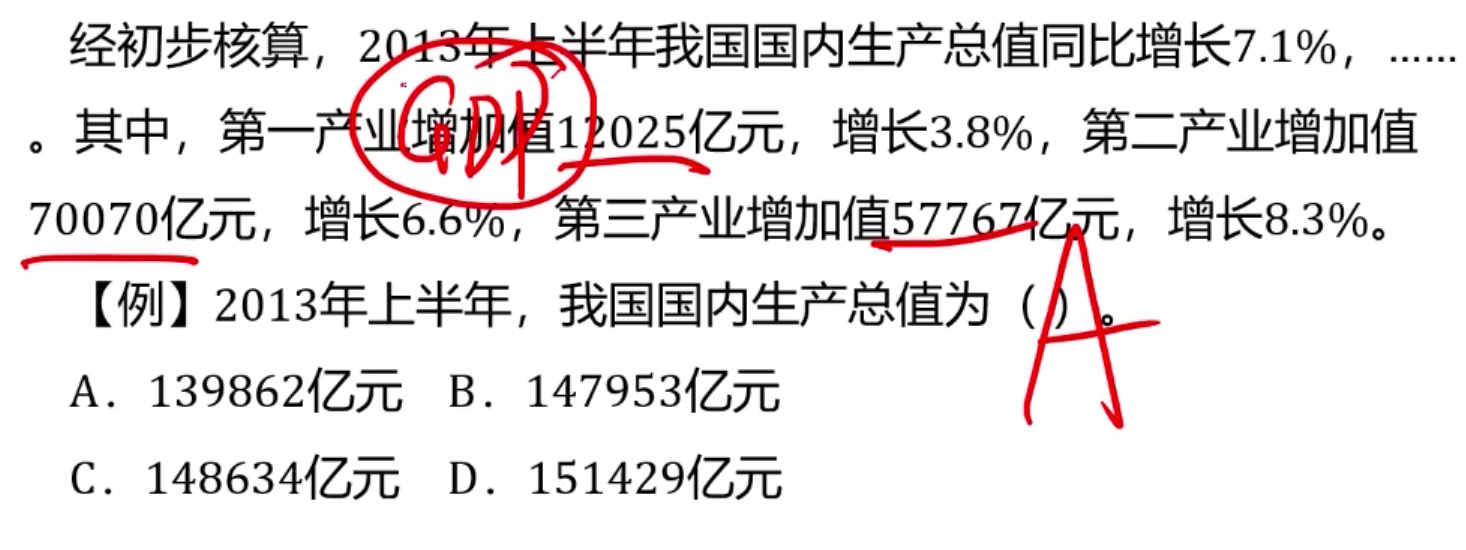 经初步核算，2013年上半年我国国内生产总值同比增长7.1%，……
。其中，第一产业增加值12025亿元，增长3.8%，第二产业增加值
70070亿元，增长6.6%，第三产业增加值57767亿元，增长8.3%。
GDP
【例】2013年上半年，我国国内生产总值为（ ）。
A
A．139862亿元 B．147953亿元
C．148634亿元 D．151429亿元